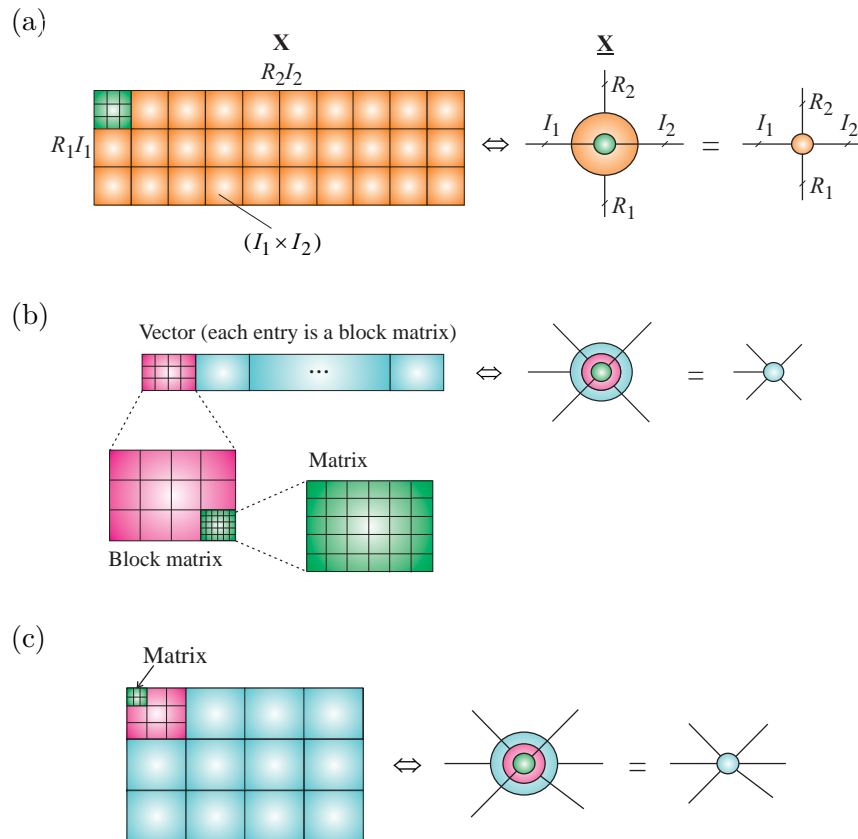 (a)
X X
R₂I₂
R₂ R₂
R₁I₁ I₁ I₂ I₁ I₂
⇔ =
R₁ R₁
(I₁ × I₂)
(b)
Vector (each entry is a block matrix)
... ⇔ =
Matrix
Block matrix
(c)
Matrix
⇔ =